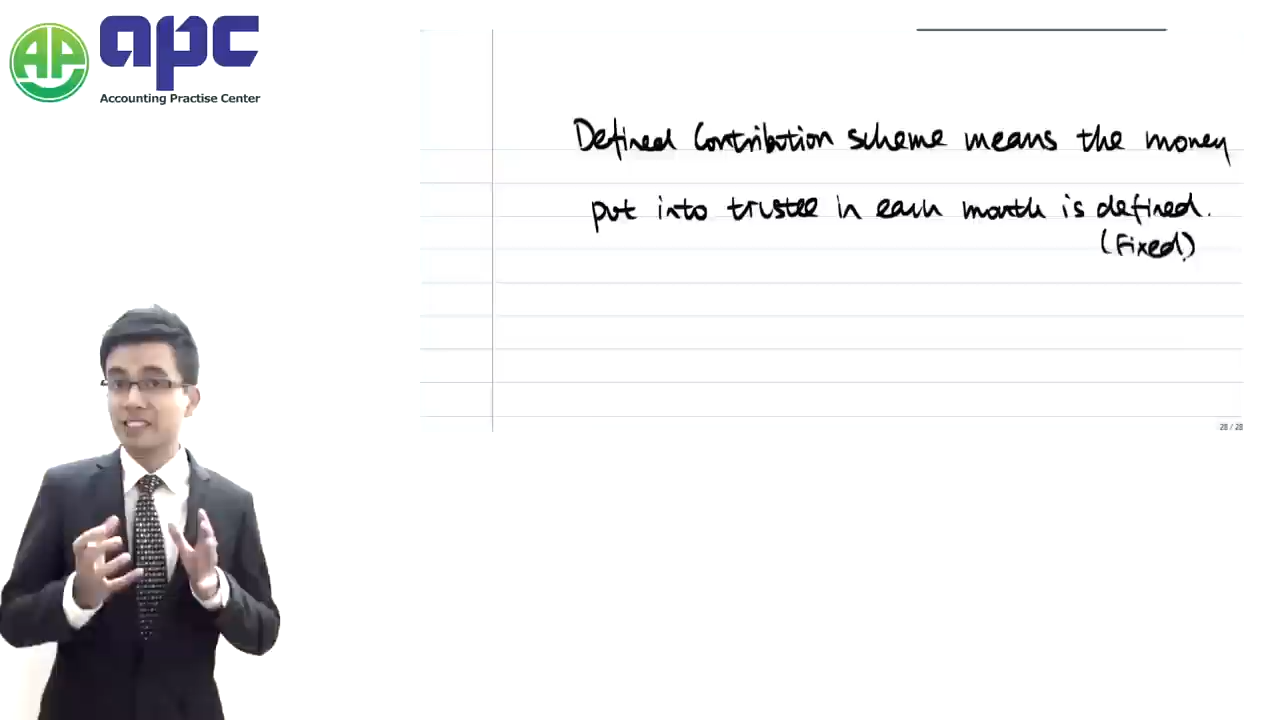 AP
apc
Accounting Practise Center
Defined Contribution scheme means the money
put into trustee in each month is defined.
(Fixed)
28 / 28